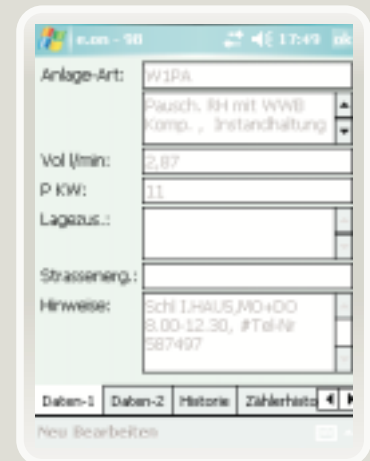 e.on - 98 17:49 ok
Anlage-Art: W1PA
Pausch. RH mit WWB
Komp. , Instandhaltung
Vol l/min: 2,87
P KW: 11
Lagezus.:
Strassenerg.:
Hinweise: Schl I.HAUS,MO+DO
8.00-12.30, #Tel-Nr
587497
Daten-1 Daten-2 Historie Zählerhisto
Neu Bearbeiten